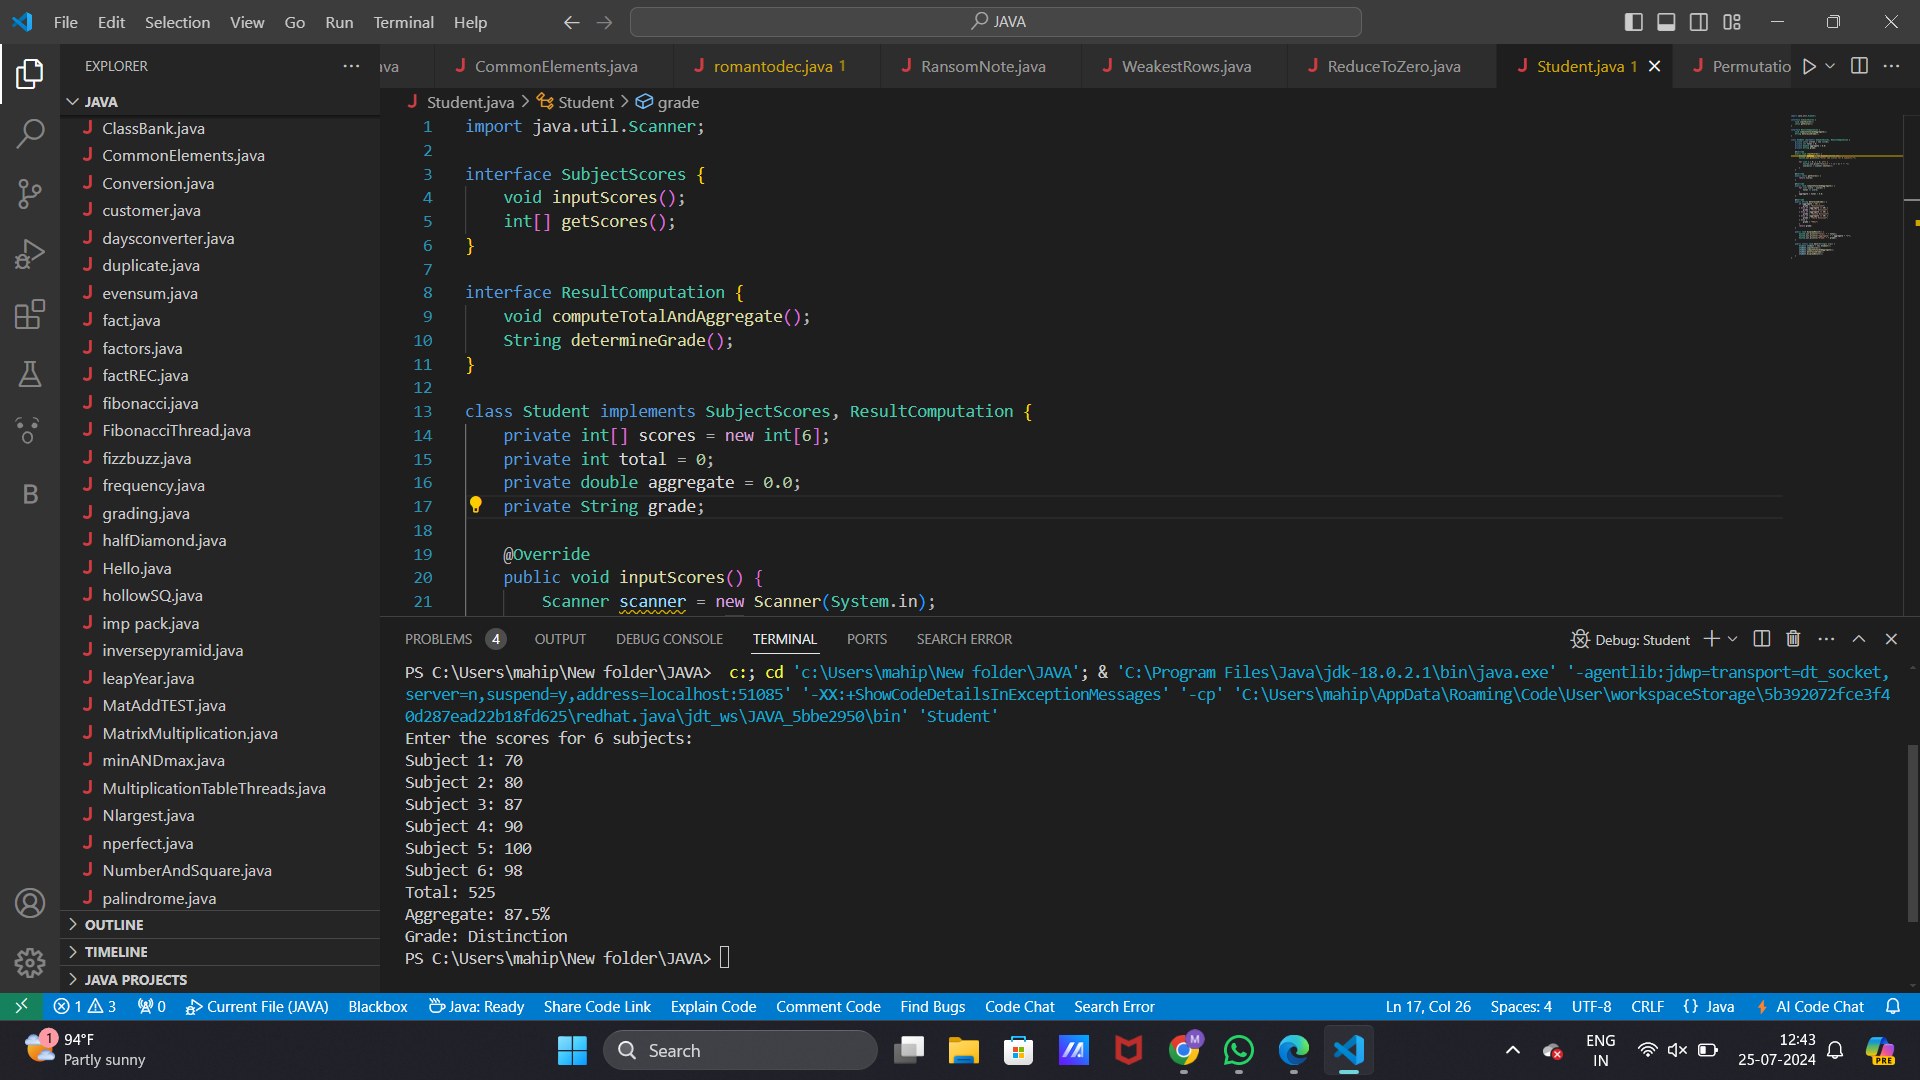 File Edit Selection View Go Run Terminal Help
JAVA
EXPLORER
JAVA
ClassBank.java
CommonElements.java
Conversion.java
customer.java
daysconverter.java
duplicate.java
evensum.java
fact.java
factors.java
factREC.java
fibonacci.java
FibonacciThread.java
fizzbuzz.java
frequency.java
grading.java
halfDiamond.java
Hello.java
hollowSQ.java
imp pack.java
inversepyramid.java
leapYear.java
MatAddTEST.java
MatrixMultiplication.java
minANDmax.java
MultiplicationTableThreads.java
Nlargest.java
nperfect.java
NumberAndSquare.java
palindrome.java
OUTLINE
TIMELINE
JAVA PROJECTS
B
ava CommonElements.java romantodec.java 1 RansomNote.java WeakestRows.java ReduceToZero.java Student.java 1 Permutatio
Student.java > Student > grade
1 import java.util.Scanner;
2
3 interface SubjectScores {
4 void inputScores();
5 int[] getScores();
6 }
7
8 interface ResultComputation {
9 void computeTotalAndAggregate();
10 String determineGrade();
11 }
12
13 class Student implements SubjectScores, ResultComputation {
14 private int[] scores = new int[6];
15 private int total = 0;
16 private double aggregate = 0.0;
17 private String grade;
18
19 @Override
20 public void inputScores() {
21 Scanner scanner = new Scanner(System.in);
PROBLEMS 4 OUTPUT DEBUG CONSOLE TERMINAL PORTS SEARCH ERROR Debug: Student
PS C:\Users\mahip\New folder\JAVA> c:; cd 'c:\Users\mahip\New folder\JAVA'; & 'C:\Program Files\Java\jdk-18.0.2.1\bin\java.exe' '-agentlib:jdwp=transport=dt_socket,
server=n,suspend=y,address=localhost:51085' '-XX:+ShowCodeDetailsInExceptionMessages' '-cp' 'C:\Users\mahip\AppData\Roaming\Code\User\workspaceStorage\5b392072fce3f4
0d287ead22b18fd625\redhat.java\jdt_ws\JAVA_5bbe2950\bin' 'Student'
Enter the scores for 6 subjects:
Subject 1: 70
Subject 2: 80
Subject 3: 87
Subject 4: 90
Subject 5: 100
Subject 6: 98
Total: 525
Aggregate: 87.5%
Grade: Distinction
PS C:\Users\mahip\New folder\JAVA>
1 3 0 Current File (JAVA) Blackbox Java: Ready Share Code Link Explain Code Comment Code Find Bugs Code Chat Search Error Ln 17, Col 26 Spaces: 4 UTF-8 CRLF {} Java AI Code Chat
1 94°F
Partly sunny
Search
M
ENG
IN
12:43
25-07-2024
PRE